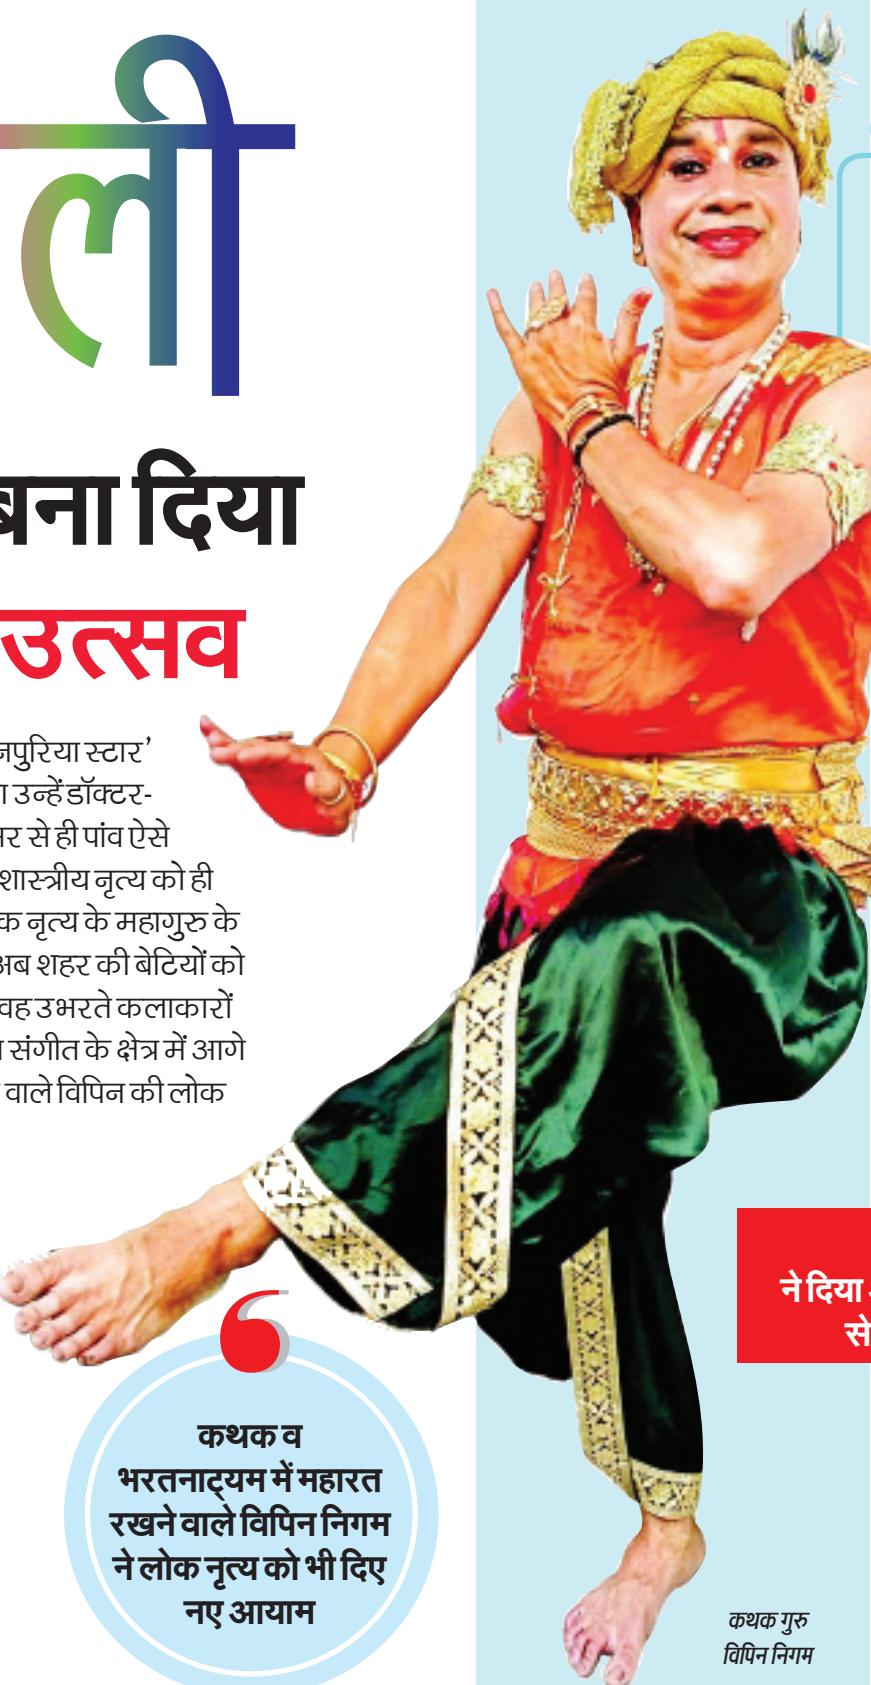 ली
बना दिया
उत्सव
स्टार’
उन्हें डॉक्टर-
से ही पांव ऐसे
शास्त्रीय नृत्य को ही
नृत्य के महागुरु के
अब शहर की बेटियों को
वह उभरते कलाकारों
संगीत के क्षेत्र में आगे
वाले विपिन की लोक
कथक व
भरतनाट्यम में महारत
रखने वाले विपिन निगम
ने लोक नृत्य को भी दिए
नए आयाम
ने दिया
से
कथक गुरु
विपिन निगम